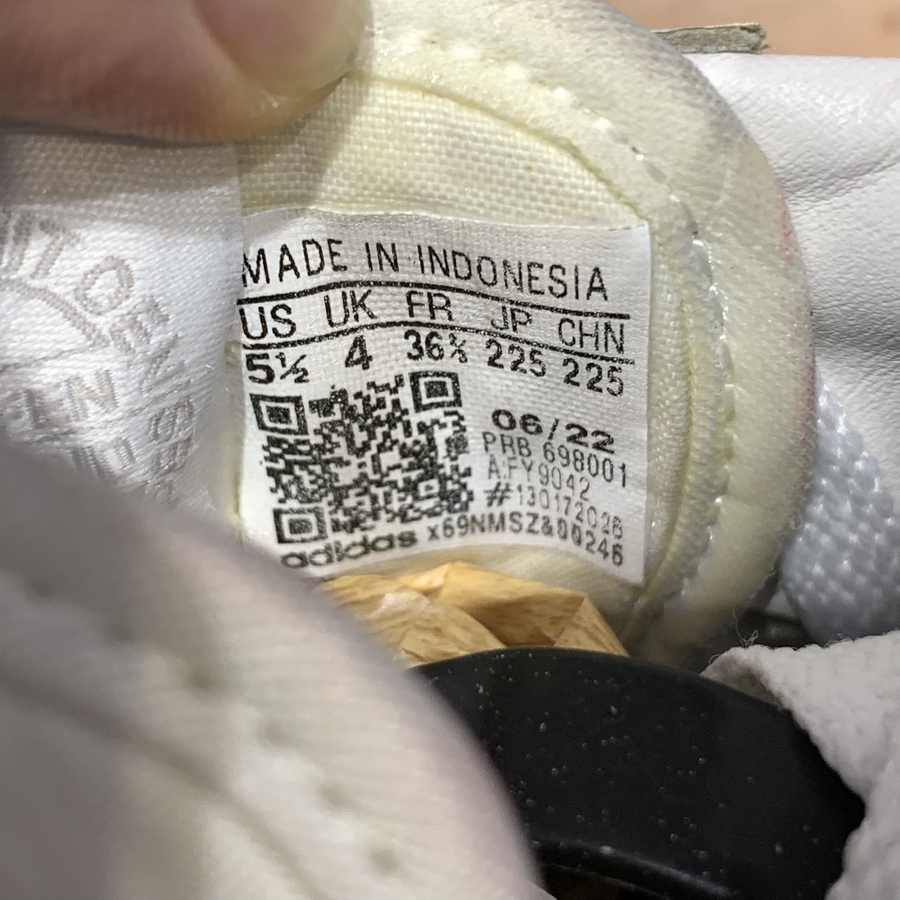 MADE IN INDONESIA
US UK FR JP CHN
5½ 4 36⅔ 225 225
06/22
PRB 698001
A:FY9042
#130172026
adidas x69NMSZ&00246